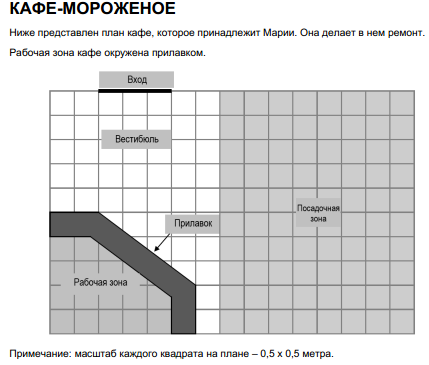 КАФЕ-МОРОЖЕНОЕ
Ниже представлен план кафе, которое принадлежит Марии. Она делает в нем ремонт.
Рабочая зона кафе окружена прилавком.
Вход
Вестибюль
Посадочная
зона
Прилавок
Рабочая зона
Примечание: масштаб каждого квадрата на плане – 0,5 x 0,5 метра.